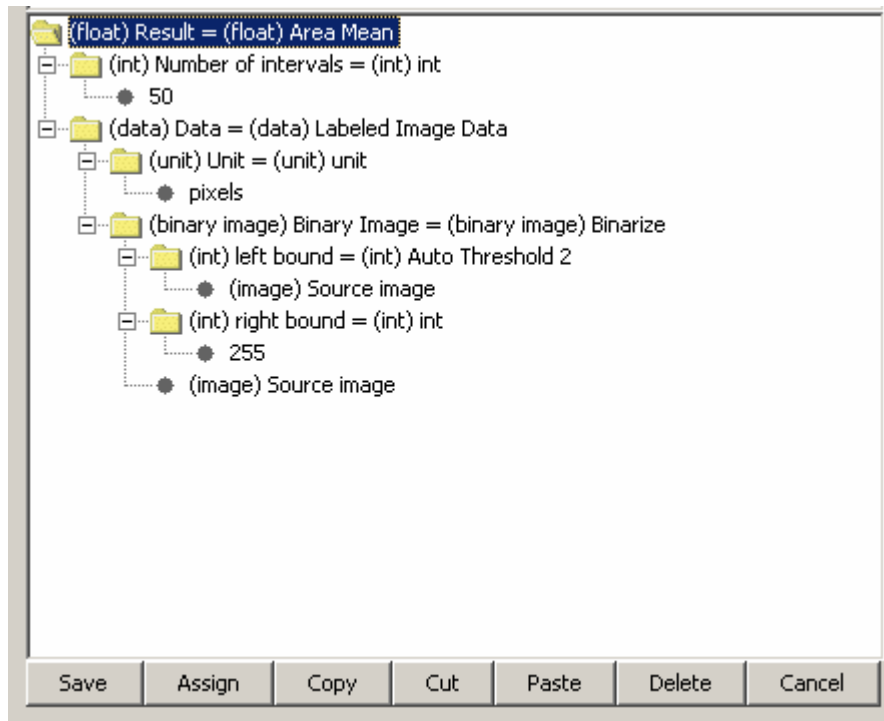 (float) Result = (float) Area Mean
(int) Number of intervals = (int) int
50
(data) Data = (data) Labeled Image Data
(unit) Unit = (unit) unit
pixels
(binary image) Binary Image = (binary image) Binarize
(int) left bound = (int) Auto Threshold 2
(image) Source image
(int) right bound = (int) int
255
(image) Source image
Save Assign Copy Cut Paste Delete Cancel